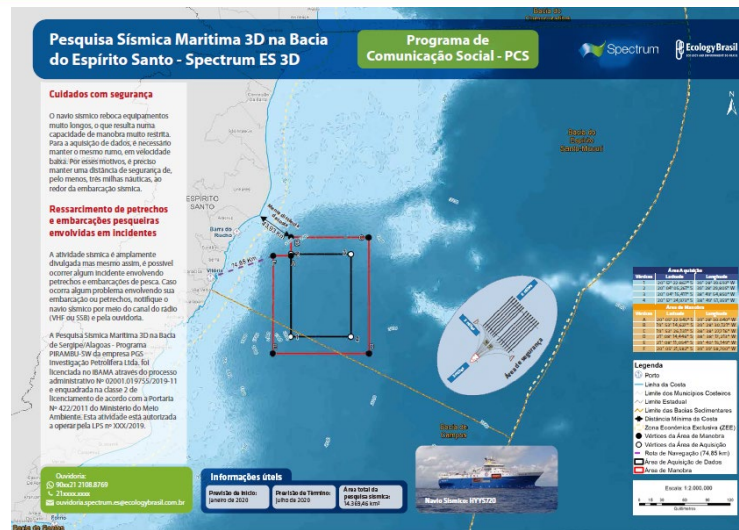 Pesquisa Sísmica Maritima 3D na Bacia
do Espírito Santo - Spectrum ES 3D
Programa de
Comunicação Social - PCS
Spectrum
EcologyBrasil
Cuidados com segurança
O navio sísmico reboca equipamentos
muito longos, o que resulta numa
capacidade de manobra muito restrita.
Para a aquisição de dados, é necessário
manter o mesmo rumo, em velocidade
baixa. Por esses motivos, é preciso
manter uma distância de segurança de,
pelo menos, três milhas náuticas, ao
redor da embarcação sísmica.
Ressarcimento de petrechos
e embarcações pesqueiras
envolvidas em incidentes
A atividade sísmica é amplamente
divulgada mas mesmo assim, é possível
ocorrer algum incidente envolvendo
petrechos e embarcações de pesca. Caso
ocorra algum problema envolvendo sua
embarcação ou petrechos, notifique o
navio sísmico por meio do canal do rádio
(VHF ou SSB) e pela ouvidoria.
A Pesquisa Sísmica Maritima 3D na Bacia
de Sergipe/Alagoas - Programa
PIRAMBU-SW da empresa PGS
Investigação Petrolífera Ltda. foi
licenciada no IBAMA através do processo
administrativo Nº 02001.019755/2019-11
e enquadrada na classe 2 de
licenciamento de acordo com a Portaria
Nº 422/2011 do Ministério do Meio
Ambiente. Esta atividade está autorizada
a operar pela LPS nº XXX/2019.
ESPÍRITO
SANTO
Barra do
Riacho
Vitória
74,85 km
Bacia do
Espírito
Santo-Mucuri
Bacia de
Campos
Área de segurança
N
Área Aquisição
Vértices Latitude Longitude
Área de Manobra
Vértices Latitude Longitude
Legenda
Porto
Linha da Costa
Limite dos Municípios Costeiros
Limite Estadual
Limite das Bacias Sedimentares
Distância Mínima da Costa
Zona Econômica Exclusiva (ZEE)
Vértices da Área de Manobra
Vértices da Área de Aquisição
Rota de Navegação (74,85 km)
Área de Aquisição de Dados
Área de Manobra
Escala: 1:2.000.000
Ouvidoria:
90xx21 2108.8769
21xxxx.xxxx
ouvidoria.spectrum.es@ecologybrasil.com.br
Informações úteis
Previsão de Início:
Janeiro de 2020
Previsão de Término:
Julho de 2020
Área total da
pesquisa sísmica:
14.369,46 km²
Navio Sísmico: HYYS720